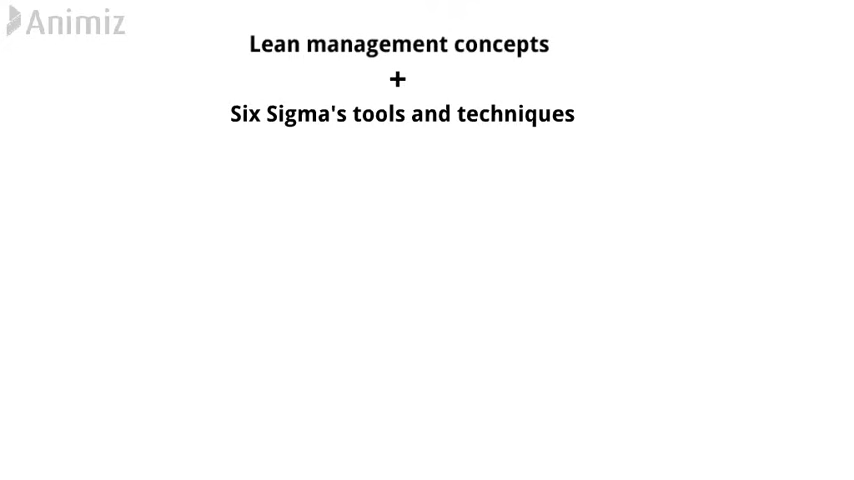 Animiz
Lean management concepts
+
Six Sigma's tools and techniques